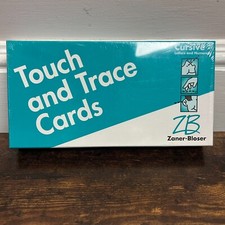 Cursive
Touch
and Trace
Cards
ZB
Zaner-Bloser